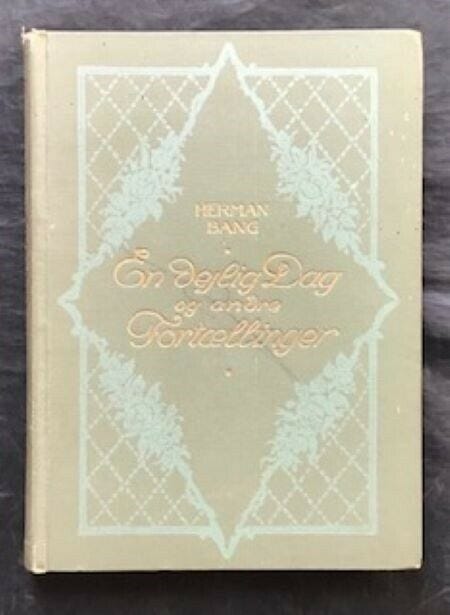 HERMAN
BANG
En dejlig Dag
og andre
Fortællinger